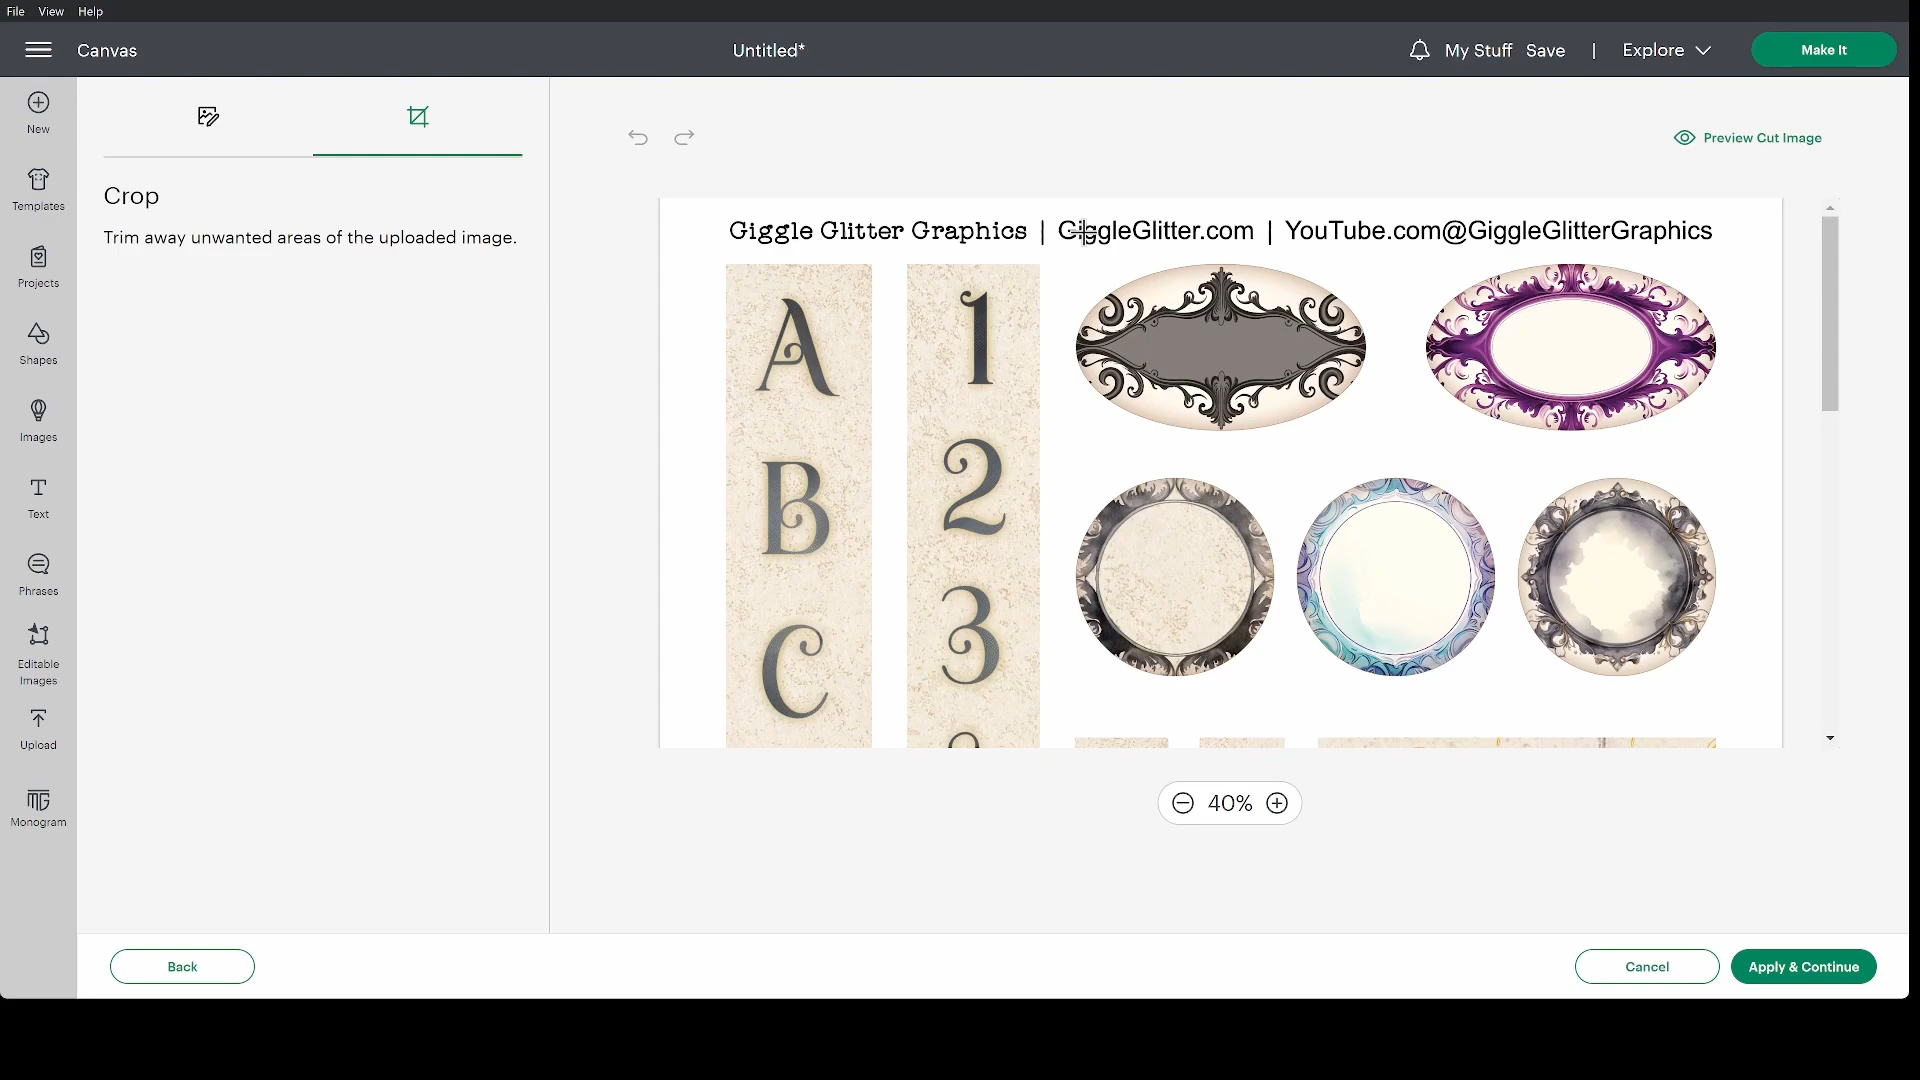 File View Help
Canvas
Untitled*
My Stuff Save | Explore
Make It
New
Templates
Projects
Shapes
Images
Text
Phrases
Editable
Images
Upload
Monogram
Crop
Trim away unwanted areas of the uploaded image.
Preview Cut Image
Giggle Glitter Graphics | GiggleGlitter.com | YouTube.com@GiggleGlitterGraphics
A
B
C
1
2
3
40%
Back
Cancel
Apply & Continue